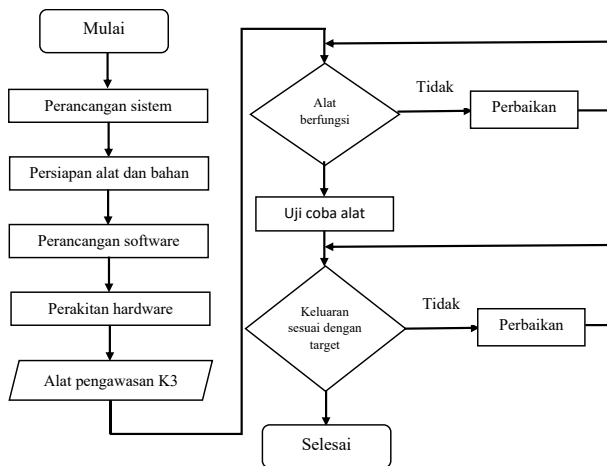 Mulai
Perancangan sistem
Persiapan alat dan bahan
Perancangan software
Perakitan hardware
Alat pengawasan K3
Alat
berfungsi
Tidak
Perbaikan
Uji coba alat
Keluaran
sesuai dengan
target
Tidak
Perbaikan
Selesai